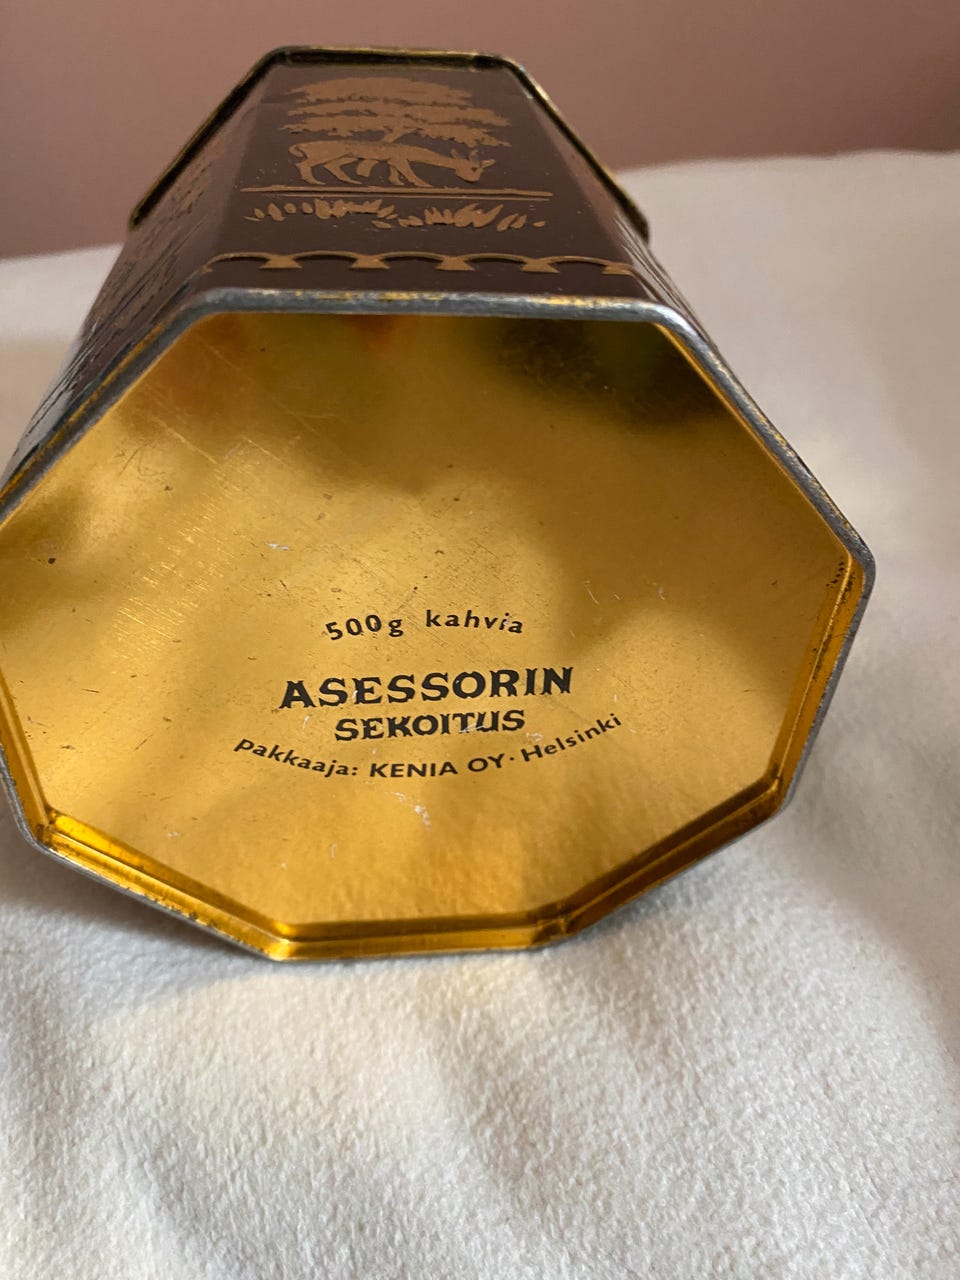 500g kahvia
ASESSORIN
SEKOITUS
pakkaaja: KENIA OY· Helsinki